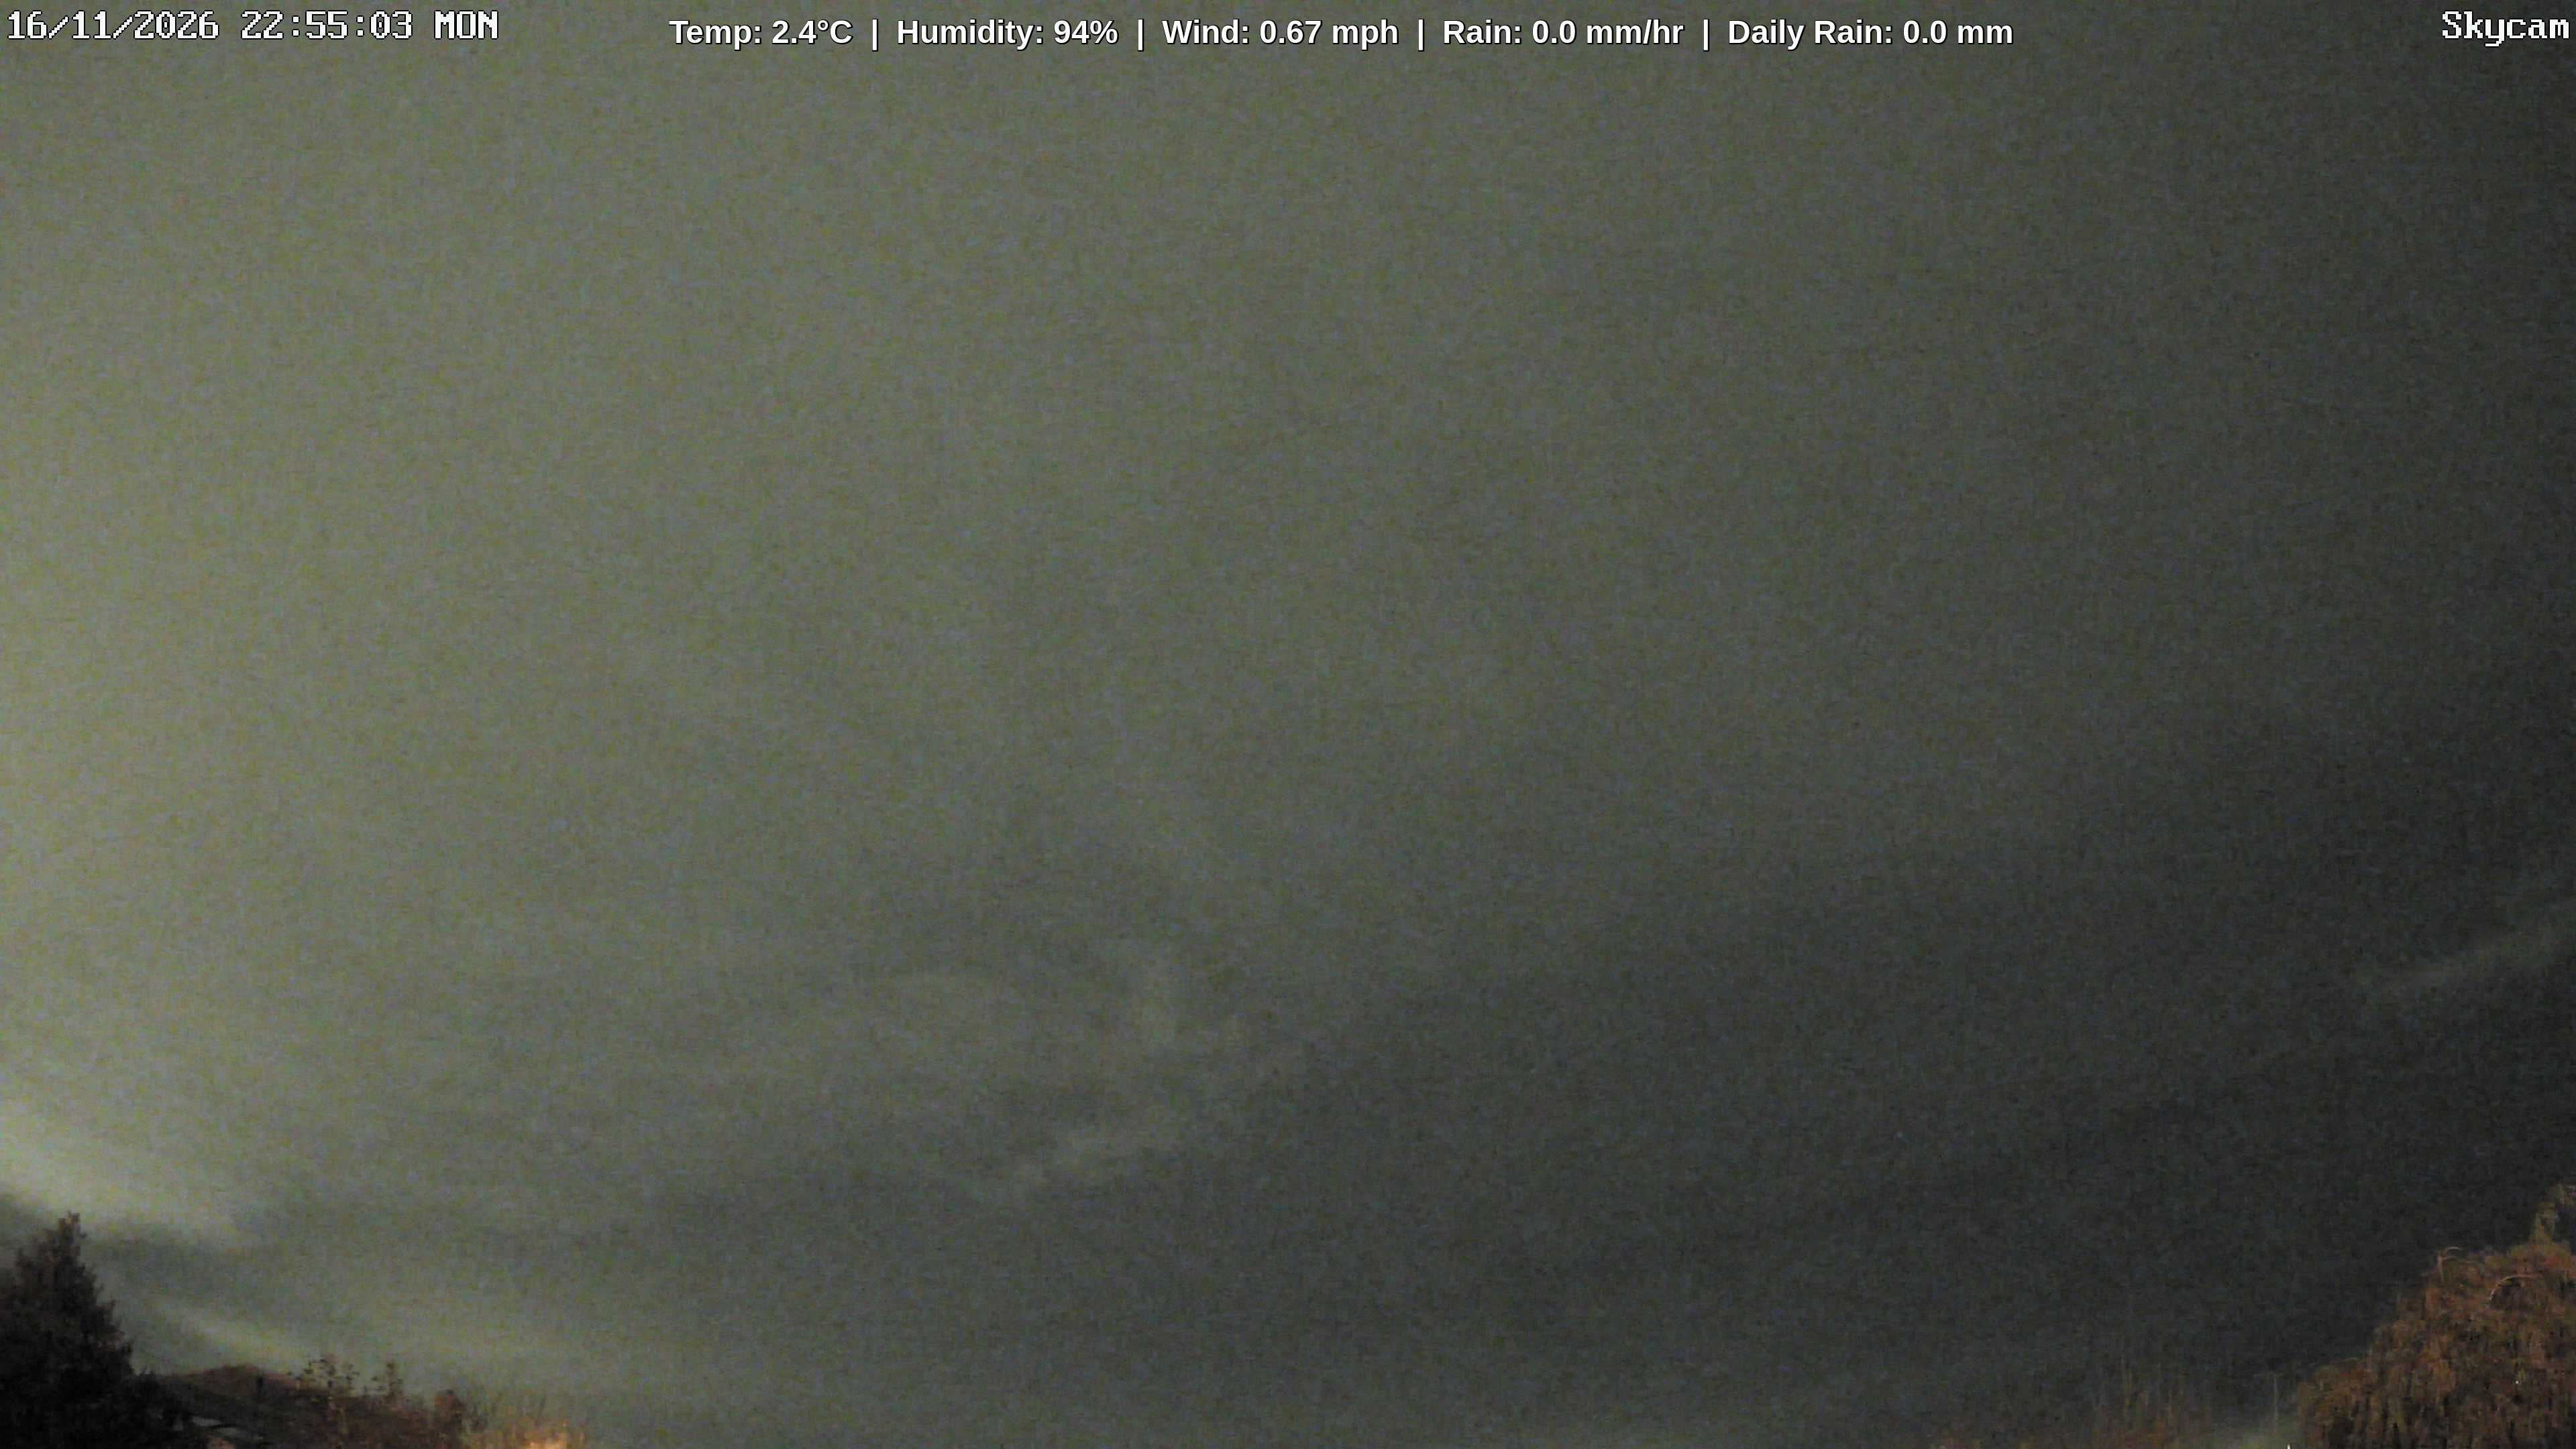 16/11/2026 22:55:03 MON
Temp: 2.4°C | Humidity: 94% | Wind: 0.67 mph | Rain: 0.0 mm/hr | Daily Rain: 0.0 mm
Skycam